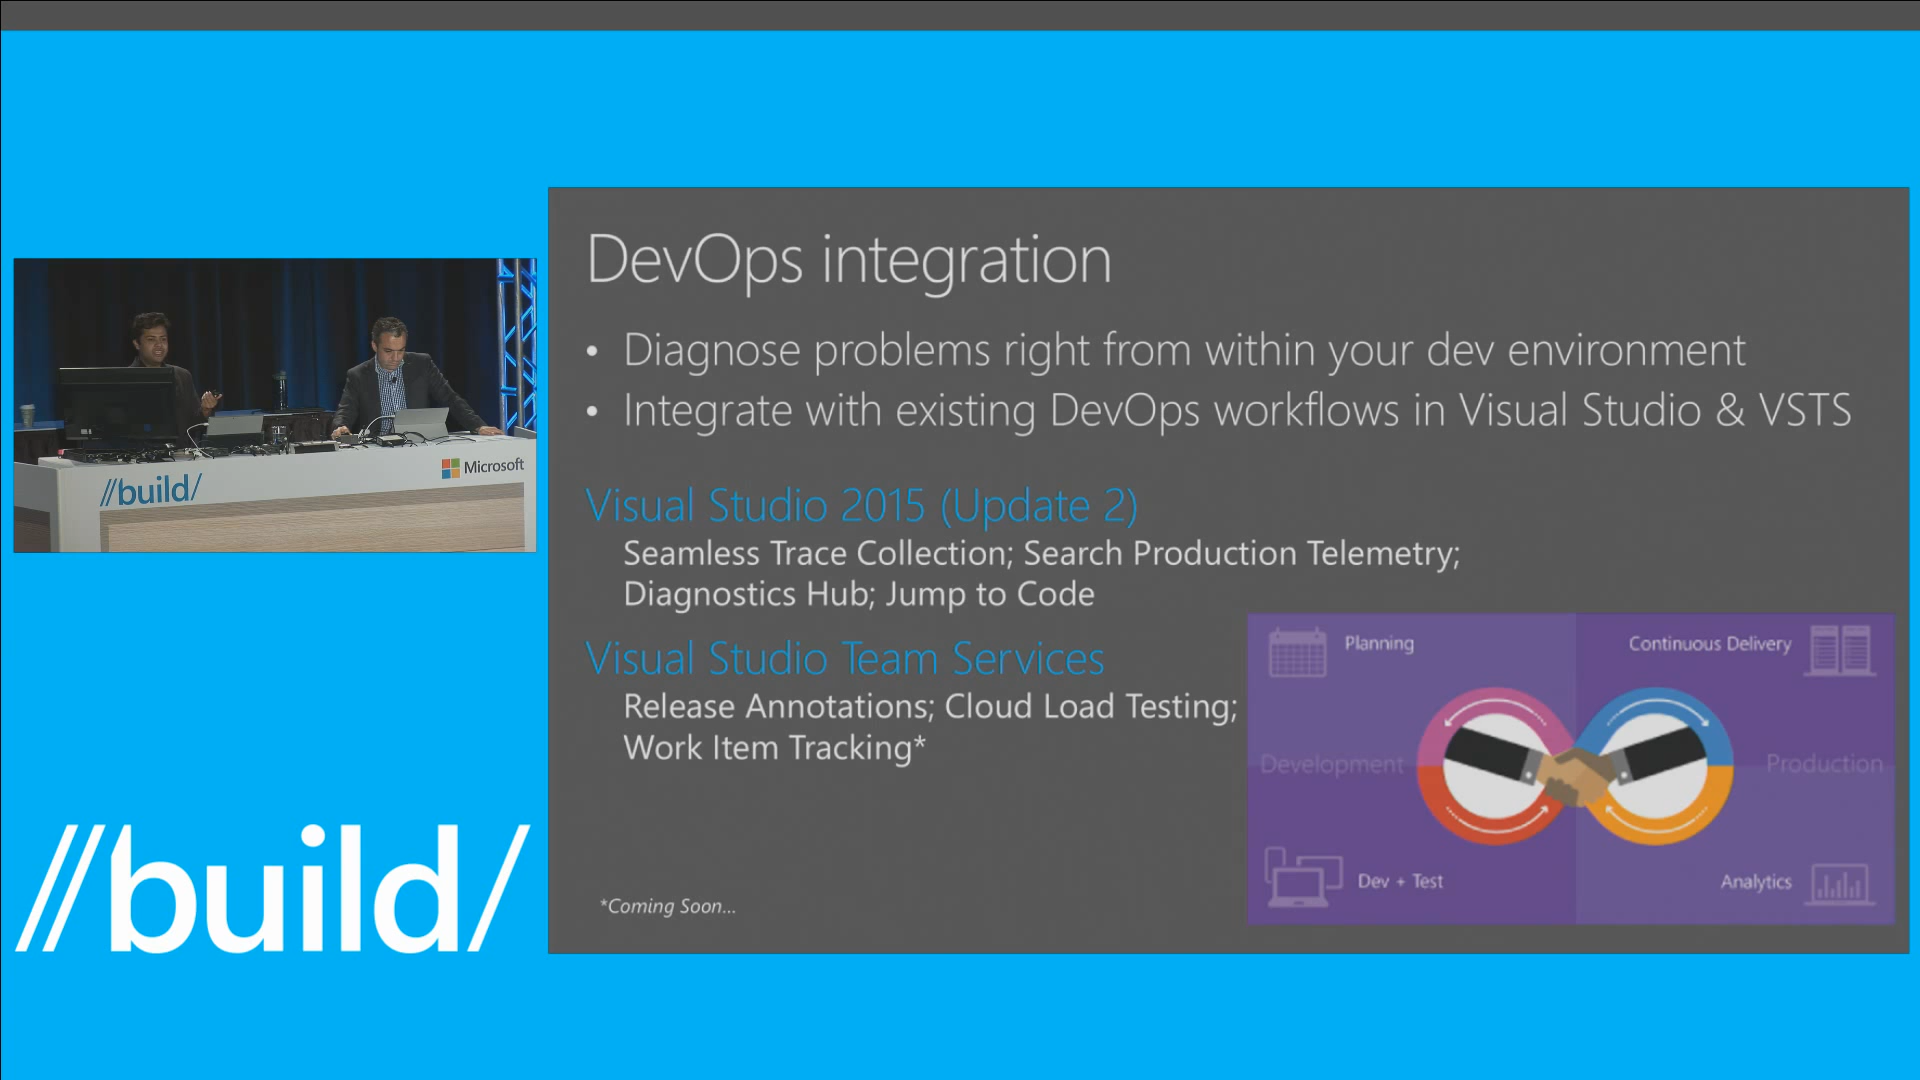 DevOps integration
• Diagnose problems right from within your dev environment
• Integrate with existing DevOps workflows in Visual Studio & VSTS
Visual Studio 2015 (Update 2)
Seamless Trace Collection; Search Production Telemetry;
Diagnostics Hub; Jump to Code
Visual Studio Team Services
Release Annotations; Cloud Load Testing;
Work Item Tracking*
Planning
Continuous Delivery
Development
Production
Dev + Test
Analytics
*Coming Soon...
Microsoft
//build/
//build/